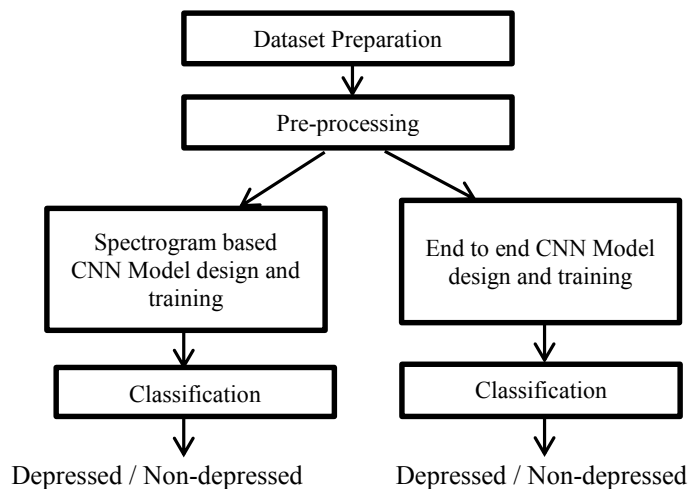 Dataset Preparation
Pre-processing
Spectrogram based
CNN Model design and
training
End to end CNN Model
design and training
Classification
Classification
Depressed / Non-depressed
Depressed / Non-depressed